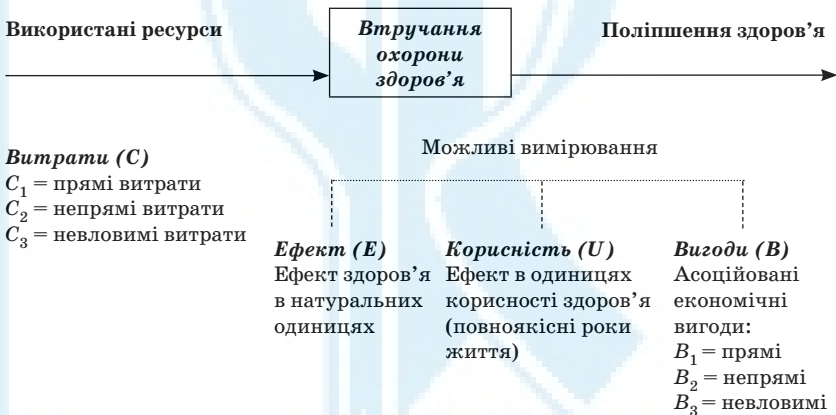 Використані ресурси
Втручання
охорони
здоров’я
Поліпшення здоров’я
Можливі вимірювання
Витрати (C)
C₁ = прямі витрати
C₂ = непрямі витрати
C₃ = невловимі витрати
Ефект (E)
Ефект здоров’я
в натуральних
одиницях
Корисність (U)
Ефект в одиницях
корисності здоров’я
(повноякісні роки
життя)
Вигоди (B)
Асоційовані
економічні
вигоди:
B₁ = прямі
B₂ = непрямі
B₃ = невловимі